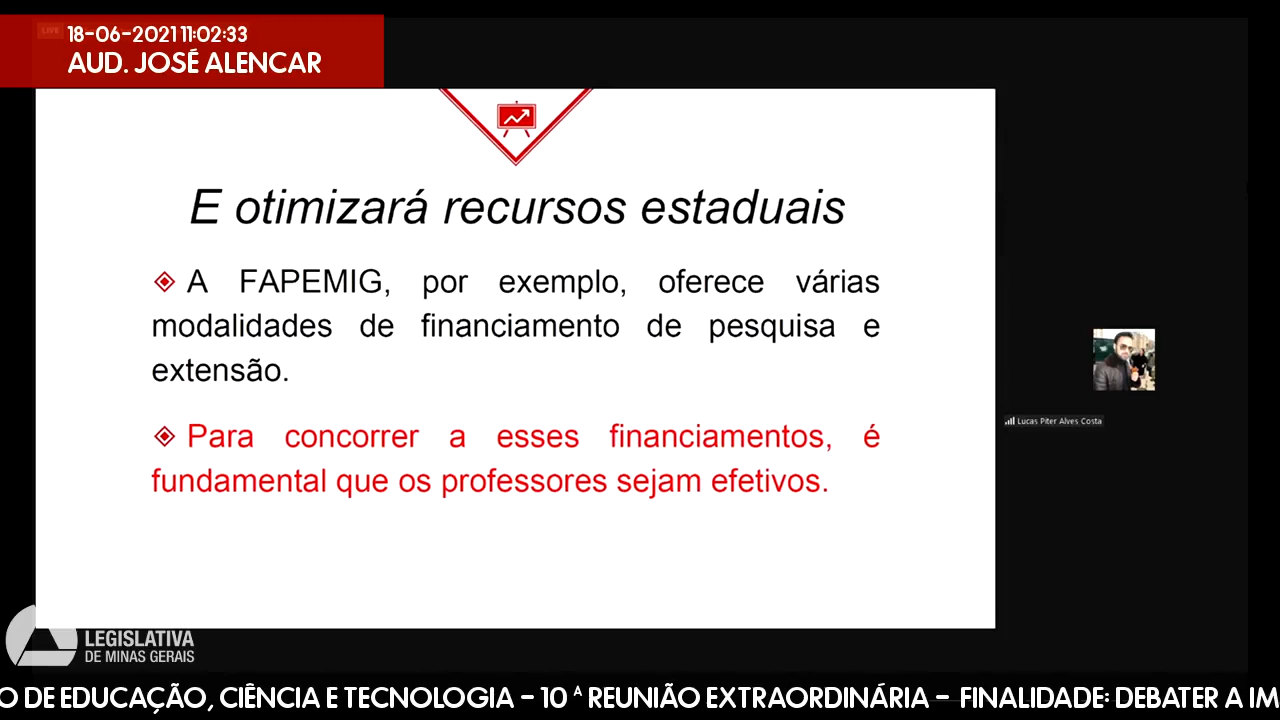 LIVE
18-06-2021 11:02:33
AUD. JOSÉ ALENCAR
E otimizará recursos estaduais
A FAPEMIG, por exemplo, oferece várias
modalidades de financiamento de pesquisa e
extensão.
Para concorrer a esses financiamentos, é
fundamental que os professores sejam efetivos.
Lucas Piter Alves Costa
LEGISLATIVA
DE MINAS GERAIS
O DE EDUCAÇÃO, CIÊNCIA E TECNOLOGIA - 10 ª REUNIÃO EXTRAORDINÁRIA - FINALIDADE: DEBATER A IM